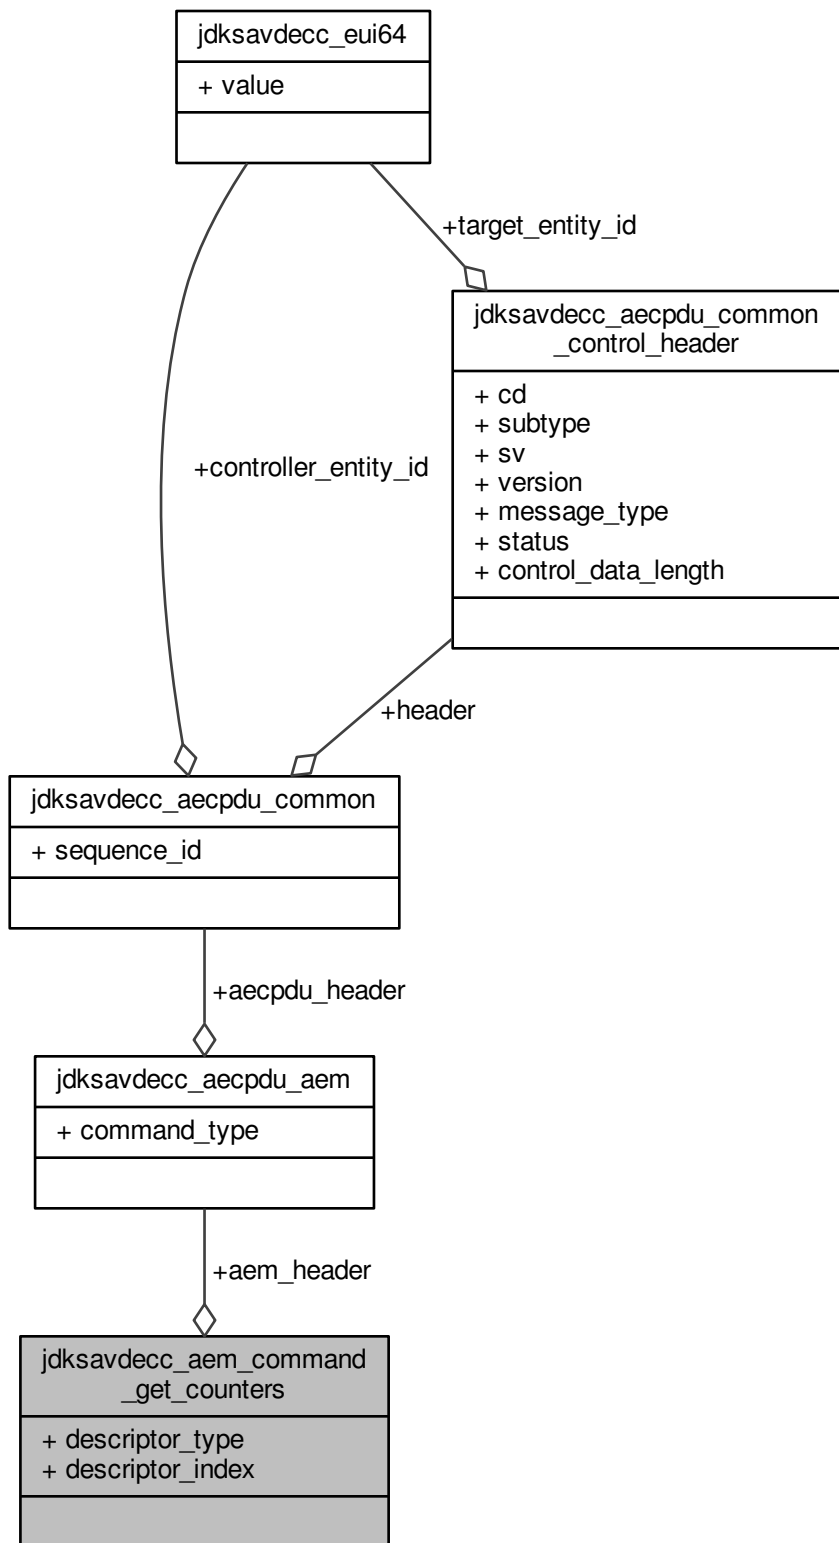 jdksavdecc_eui64
+ value
+target_entity_id
jdksavdecc_aecpdu_common
_control_header
+ cd
+ subtype
+ sv
+ version
+ message_type
+ status
+ control_data_length
+controller_entity_id
+header
jdksavdecc_aecpdu_common
+ sequence_id
+aecpdu_header
jdksavdecc_aecpdu_aem
+ command_type
+aem_header
jdksavdecc_aem_command
_get_counters
+ descriptor_type
+ descriptor_index